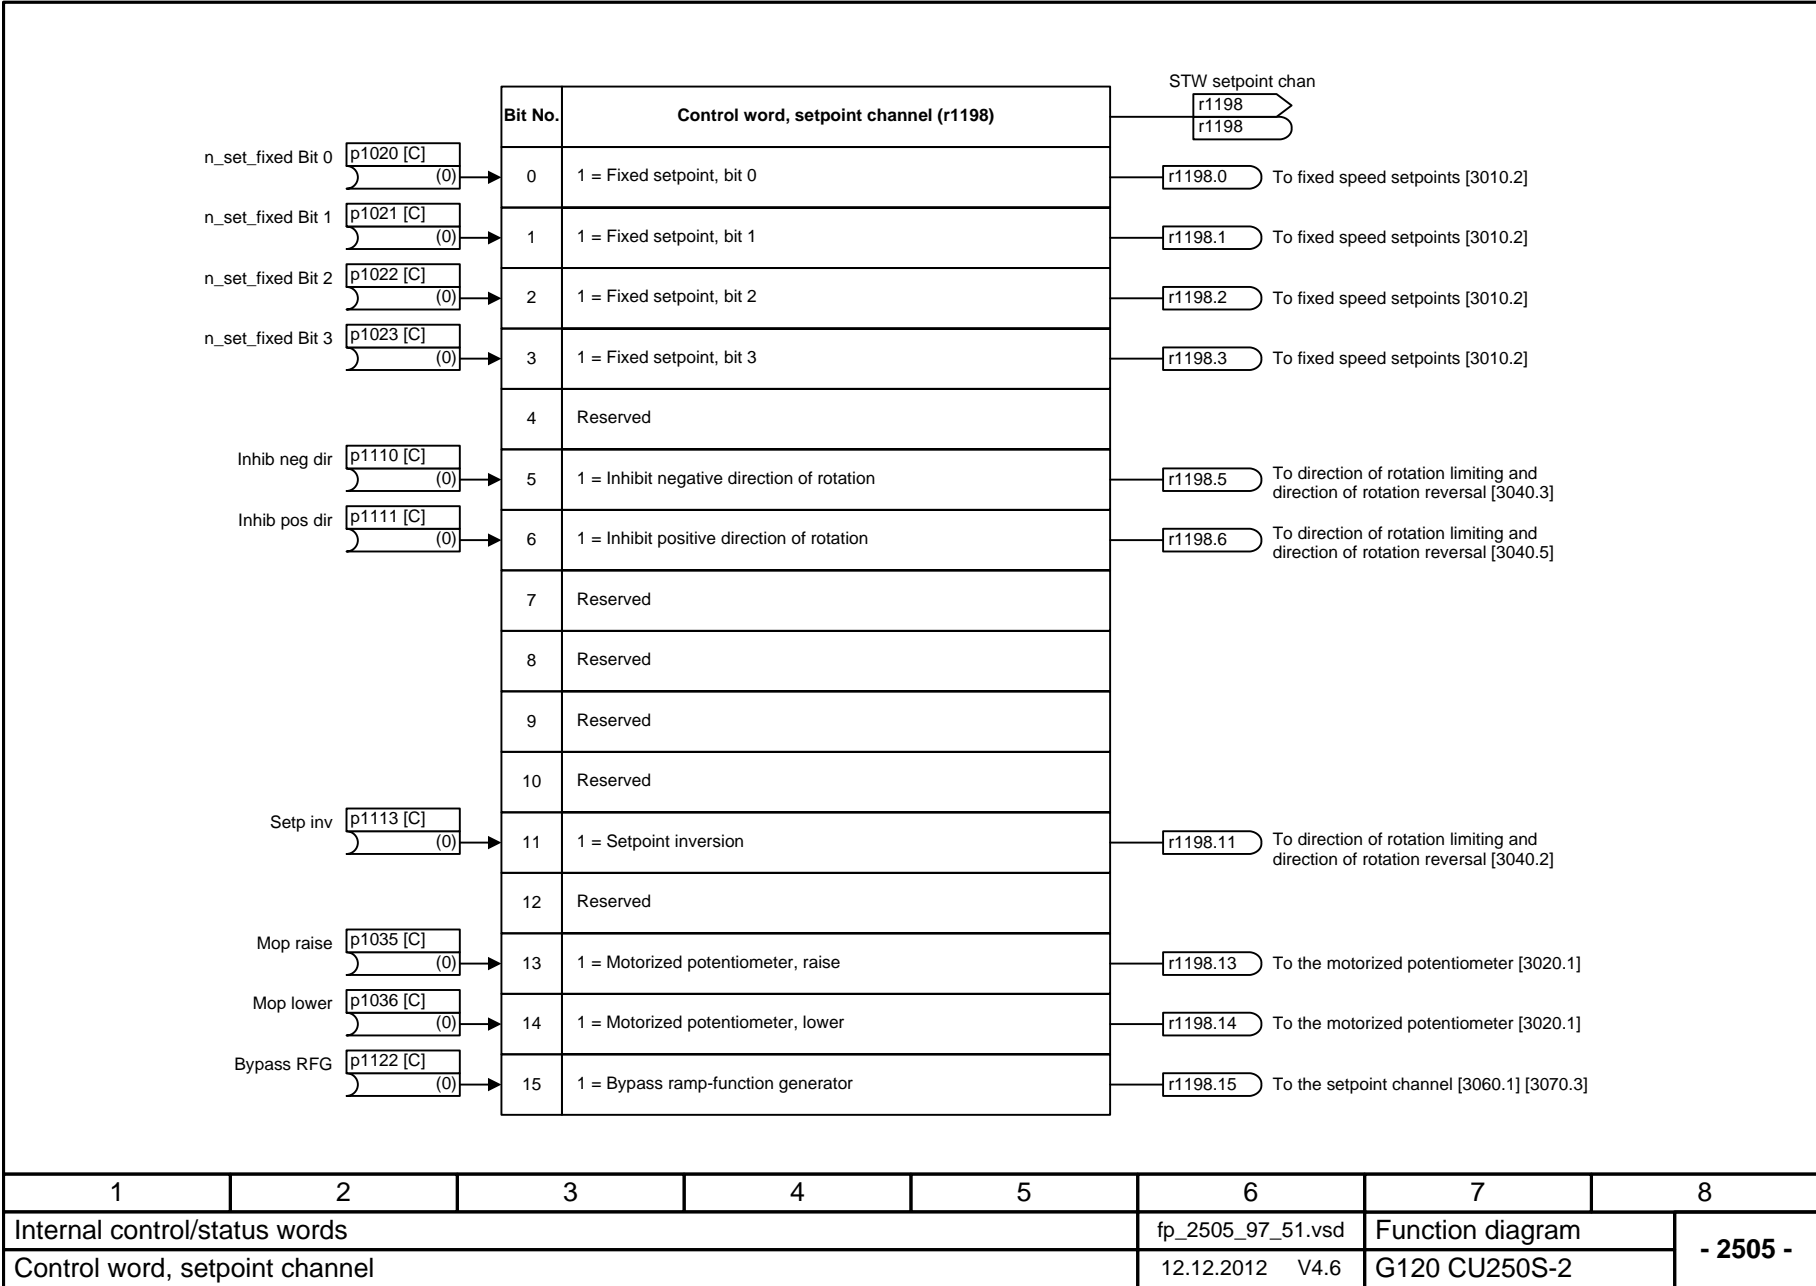 STW setpoint chan
r1198
r1198
Bit No. Control word, setpoint channel (r1198)
n_set_fixed Bit 0 p1020 [C]
(0) 0 1 = Fixed setpoint, bit 0 r1198.0 To fixed speed setpoints [3010.2]
n_set_fixed Bit 1 p1021 [C]
(0) 1 1 = Fixed setpoint, bit 1 r1198.1 To fixed speed setpoints [3010.2]
n_set_fixed Bit 2 p1022 [C]
(0) 2 1 = Fixed setpoint, bit 2 r1198.2 To fixed speed setpoints [3010.2]
n_set_fixed Bit 3 p1023 [C]
(0) 3 1 = Fixed setpoint, bit 3 r1198.3 To fixed speed setpoints [3010.2]
4 Reserved
Inhib neg dir p1110 [C]
(0) 5 1 = Inhibit negative direction of rotation r1198.5 To direction of rotation limiting and
direction of rotation reversal [3040.3]
Inhib pos dir p1111 [C]
(0) 6 1 = Inhibit positive direction of rotation r1198.6 To direction of rotation limiting and
direction of rotation reversal [3040.5]
7 Reserved
8 Reserved
9 Reserved
10 Reserved
Setp inv p1113 [C]
(0) 11 1 = Setpoint inversion r1198.11 To direction of rotation limiting and
direction of rotation reversal [3040.2]
12 Reserved
Mop raise p1035 [C]
(0) 13 1 = Motorized potentiometer, raise r1198.13 To the motorized potentiometer [3020.1]
Mop lower p1036 [C]
(0) 14 1 = Motorized potentiometer, lower r1198.14 To the motorized potentiometer [3020.1]
Bypass RFG p1122 [C]
(0) 15 1 = Bypass ramp-function generator r1198.15 To the setpoint channel [3060.1] [3070.3]
1 2 3 4 5 6 7 8
Internal control/status words fp_2505_97_51.vsd Function diagram
- 2505 -
Control word, setpoint channel 12.12.2012 V4.6 G120 CU250S-2